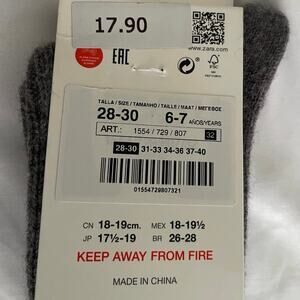 17.90
www.zara.com
EAC
FSC
TALLA / SIZE / TAMANHO / TAILLE / MAAT / ΜΕΓΕΘΟΣ
28-30 6-7 AÑOS/YEARS
ART.: 1554 / 729 / 807 32
28-30 31-33 34-36 37-40
01554729807321
CN 18-19cm. MEX 18-19½
JP 17½-19 BR 26-28
KEEP AWAY FROM FIRE
MADE IN CHINA